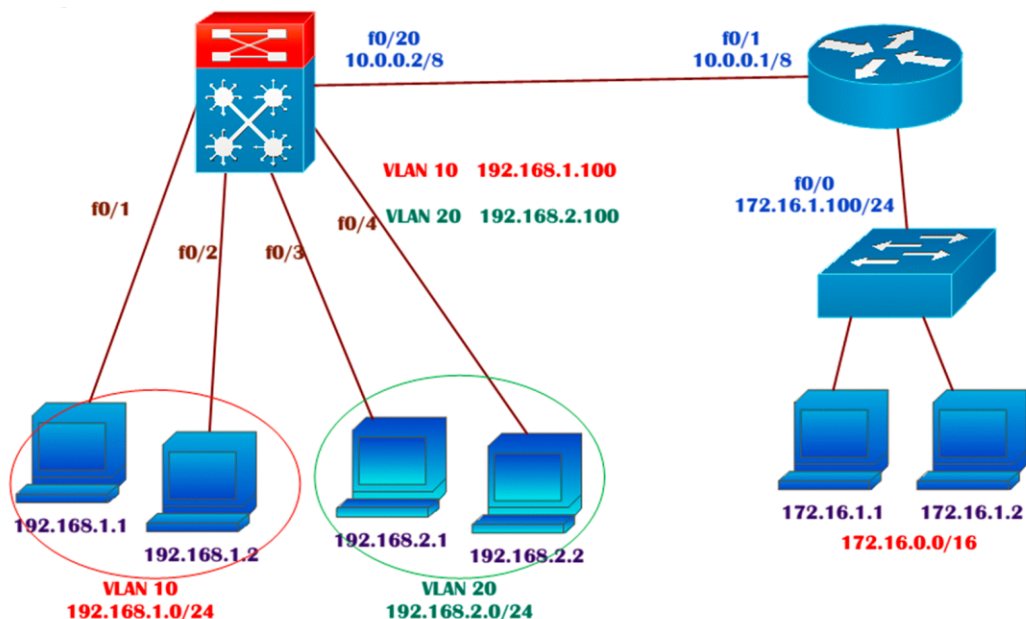 f0/20
10.0.0.2/8
f0/1
10.0.0.1/8
VLAN 10 192.168.1.100
f0/0
172.16.1.100/24
f0/1
VLAN 20 192.168.2.100
f0/4
f0/2
f0/3
192.168.1.1
192.168.1.2
192.168.2.1
192.168.2.2
172.16.1.1
172.16.1.2
172.16.0.0/16
VLAN 10
192.168.1.0/24
VLAN 20
192.168.2.0/24